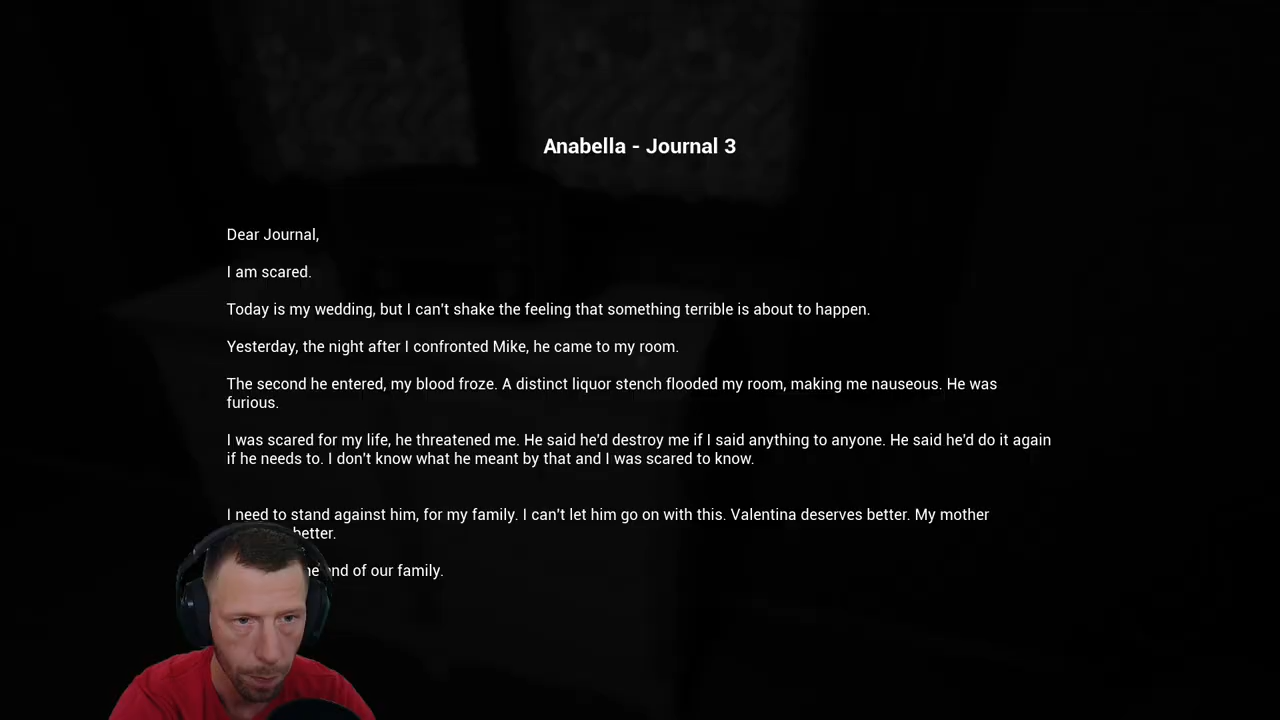 Anabella - Journal 3
Dear Journal,
I am scared.
Today is my wedding, but I can't shake the feeling that something terrible is about to happen.
Yesterday, the night after I confronted Mike, he came to my room.
The second he entered, my blood froze. A distinct liquor stench flooded my room, making me nauseous. He was
furious.
I was scared for my life, he threatened me. He said he'd destroy me if I said anything to anyone. He said he'd do it again
if he needs to. I don't know what he meant by that and I was scared to know.
I need to stand against him, for my family. I can't let him go on with this. Valentina deserves better. My mother
better.
end of our family.